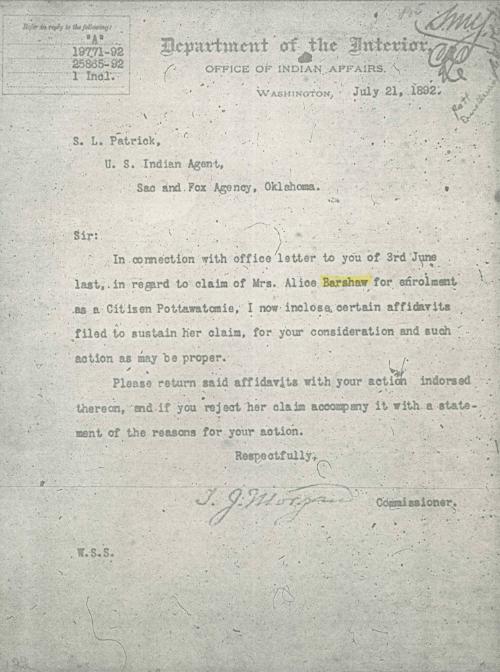 Refer in reply to the following:
"A"
19771-92
25865-92
1 Incl.
Department of the Interior,
OFFICE OF INDIAN AFFAIRS.
WASHINGTON, July 21, 1892.
S. L. Patrick,
U. S. Indian Agent,
Sac and Fox Agency, Oklahoma.
Sir:
In connection with office letter to you of 3rd June
last, in regard to claim of Mrs. Alice Barshaw for enrolment
as a Citizen Pottawatomie, I now inclose certain affidavits
filed to sustain her claim, for your consideration and such
action as may be proper.
Please return said affidavits with your action indorsed
thereon, and if you reject her claim accompany it with a state-
ment of the reasons for your action.
Respectfully,
T. J. Morgan Commissioner.
W.S.S.